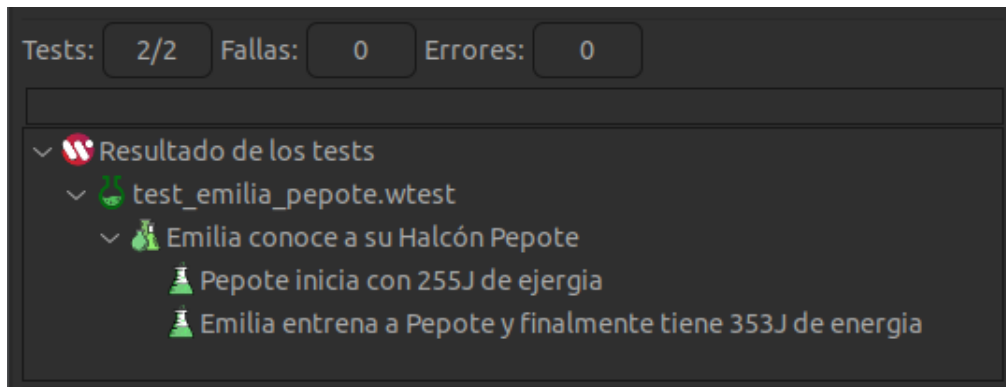 Tests: 2/2 Fallas: 0 Errores: 0
Resultado de los tests
test_emilia_pepote.wtest
Emilia conoce a su Halcón Pepote
Pepote inicia con 255J de ejergia
Emilia entrena a Pepote y finalmente tiene 353J de energia